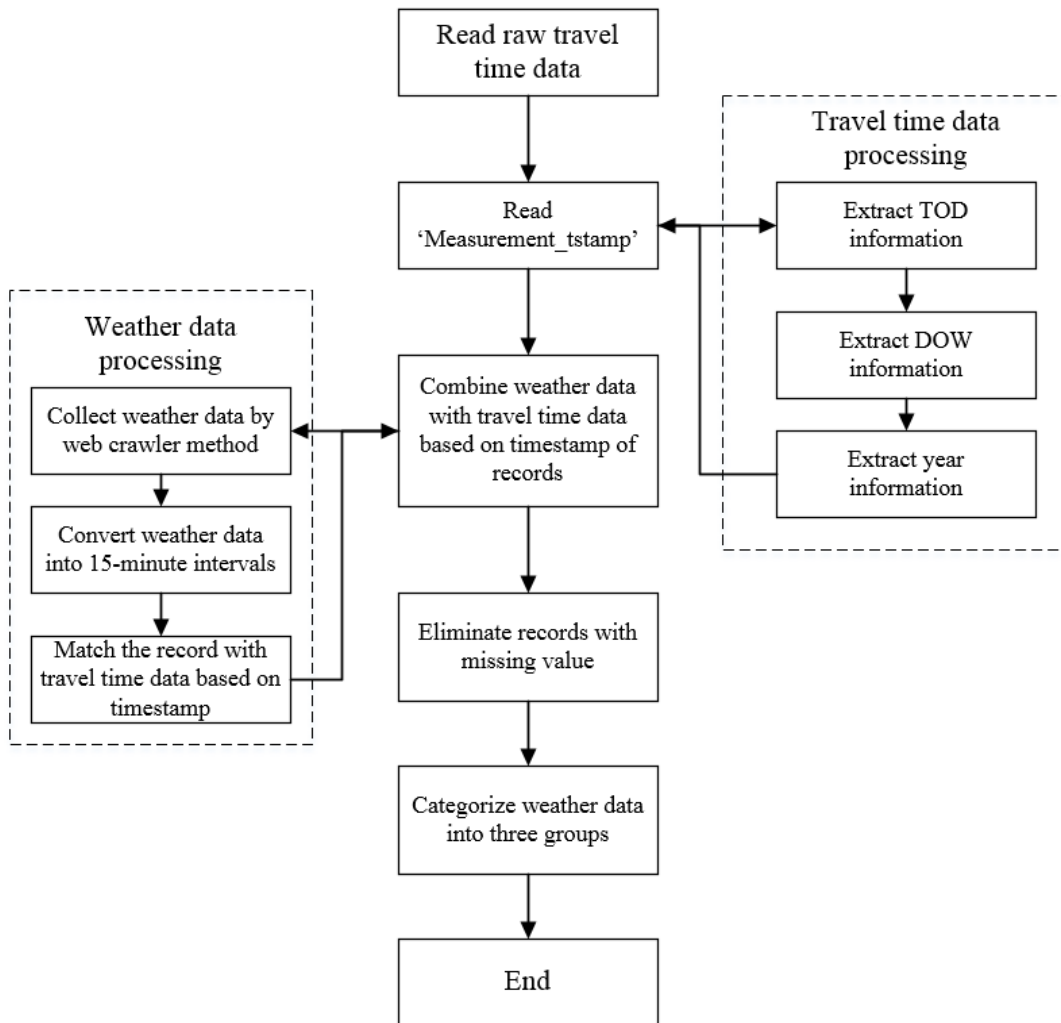 Read raw travel
time data
Travel time data
processing
Read
‘Measurement_tstamp’
Extract TOD
information
Extract DOW
information
Extract year
information
Weather data
processing
Collect weather data by
web crawler method
Convert weather data
into 15-minute intervals
Match the record with
travel time data based on
timestamp
Combine weather data
with travel time data
based on timestamp of
records
Eliminate records with
missing value
Categorize weather data
into three groups
End